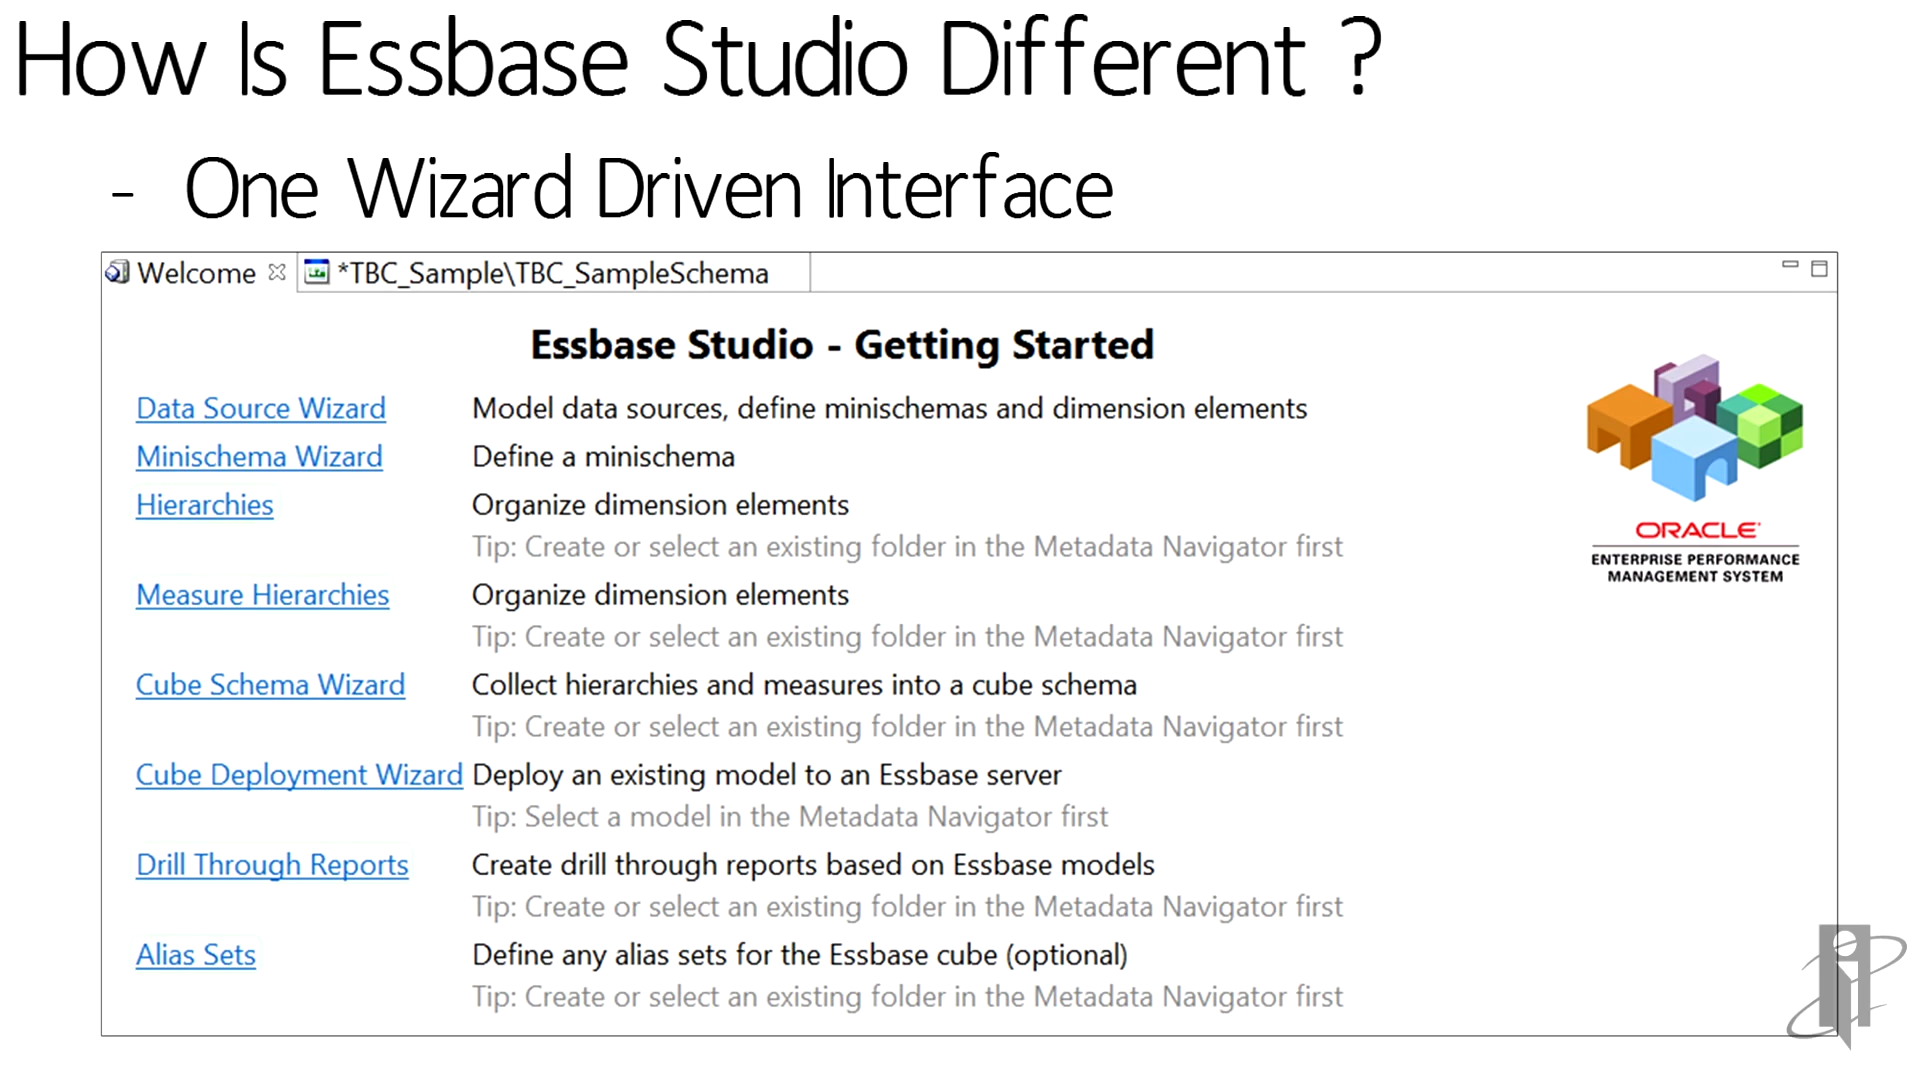 How Is Essbase Studio Different ?
- One Wizard Driven Interface
Welcome *TBC_Sample\TBC_SampleSchema
Essbase Studio - Getting Started
Data Source Wizard Model data sources, define minischemas and dimension elements
Minischema Wizard Define a minischema
Hierarchies Organize dimension elements
Tip: Create or select an existing folder in the Metadata Navigator first
Measure Hierarchies Organize dimension elements
Tip: Create or select an existing folder in the Metadata Navigator first
Cube Schema Wizard Collect hierarchies and measures into a cube schema
Tip: Create or select an existing folder in the Metadata Navigator first
Cube Deployment Wizard Deploy an existing model to an Essbase server
Tip: Select a model in the Metadata Navigator first
Drill Through Reports Create drill through reports based on Essbase models
Tip: Create or select an existing folder in the Metadata Navigator first
Alias Sets Define any alias sets for the Essbase cube (optional)
Tip: Create or select an existing folder in the Metadata Navigator first
ORACLE
ENTERPRISE PERFORMANCE
MANAGEMENT SYSTEM